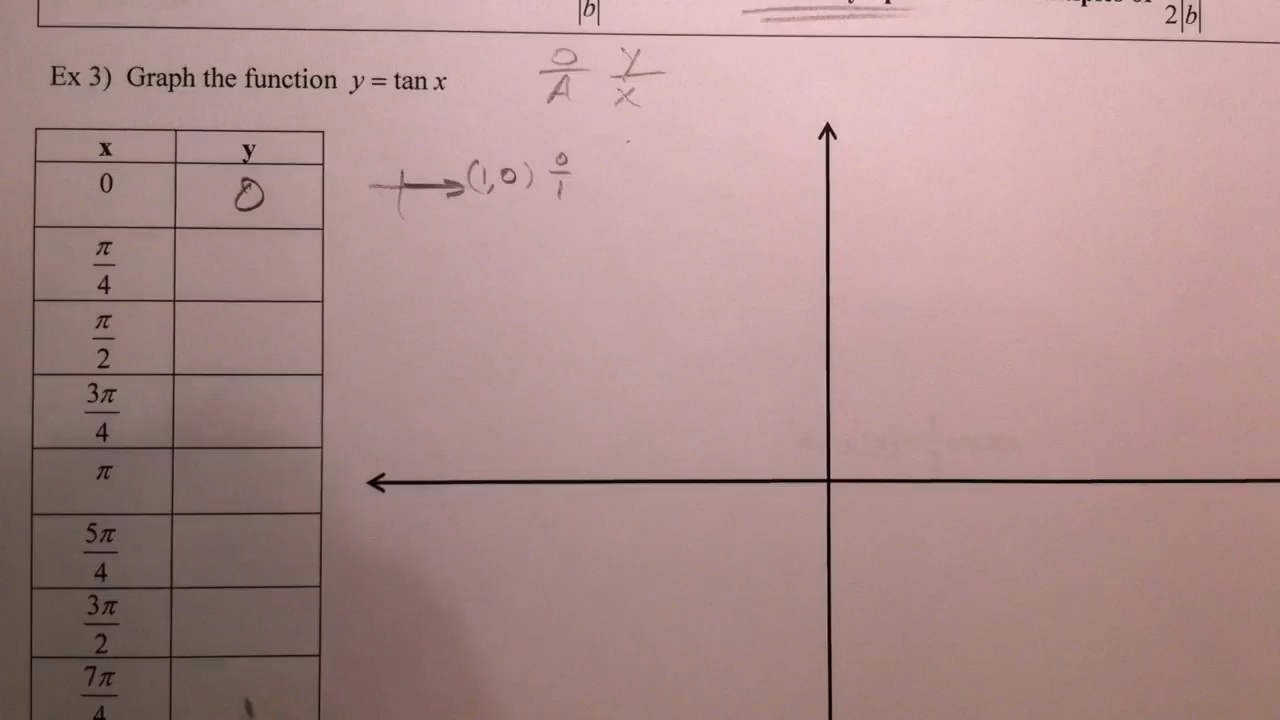 |b|
2|b|
Ex 3) Graph the function y = tan x
O/A y/x
x y
0 0
(1,0) 0/1
π/4
π/2
3π/4
π
5π/4
3π/2
7π/4